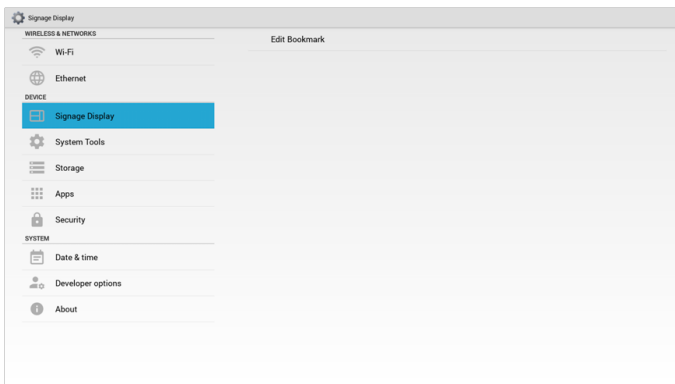 Signage Display
WIRELESS & NETWORKS
Wi-Fi
Ethernet
DEVICE
Signage Display
System Tools
Storage
Apps
Security
SYSTEM
Date & time
Developer options
About
Edit Bookmark